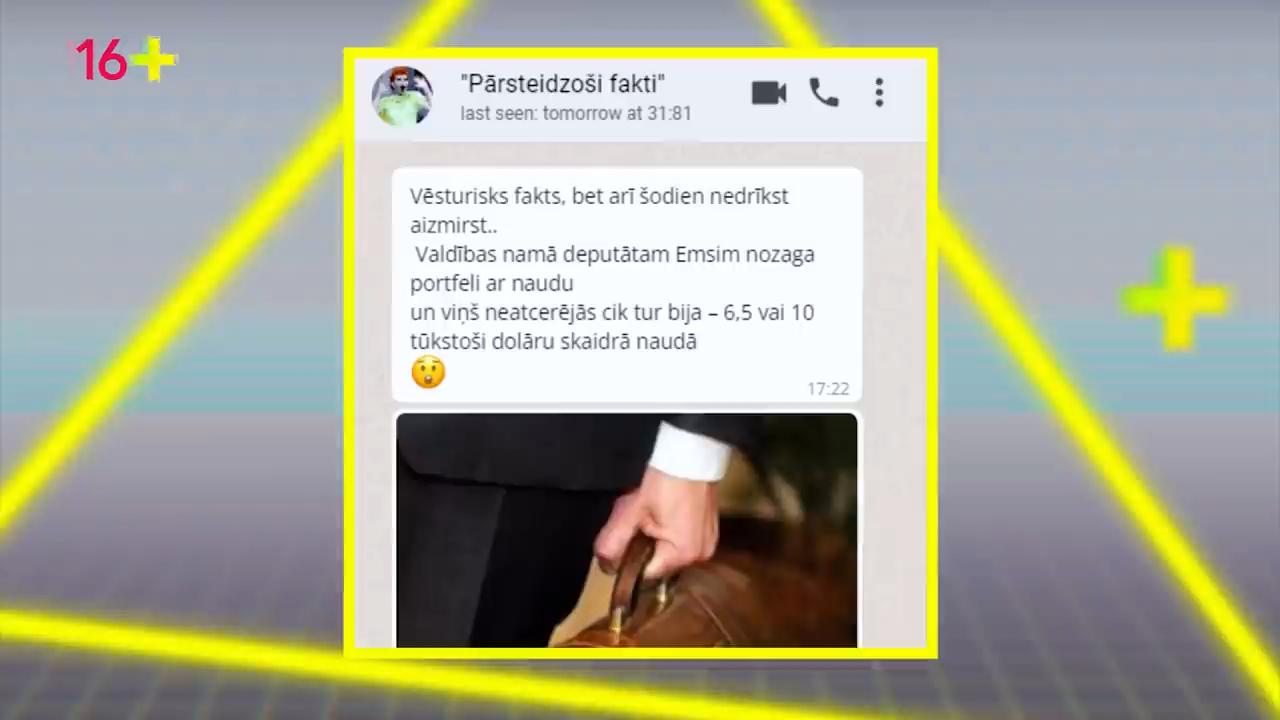 16+
"Pārsteidzoši fakti"
last seen: tomorrow at 31:81
Vēsturisks fakts, bet arī šodien nedrīkst
aizmirst..
Valdības namā deputātam Emsim nozaga
portfeli ar naudu
un viņš neatcerējās cik tur bija – 6,5 vai 10
tūkstoši dolāru skaidrā naudā
😲
17:22